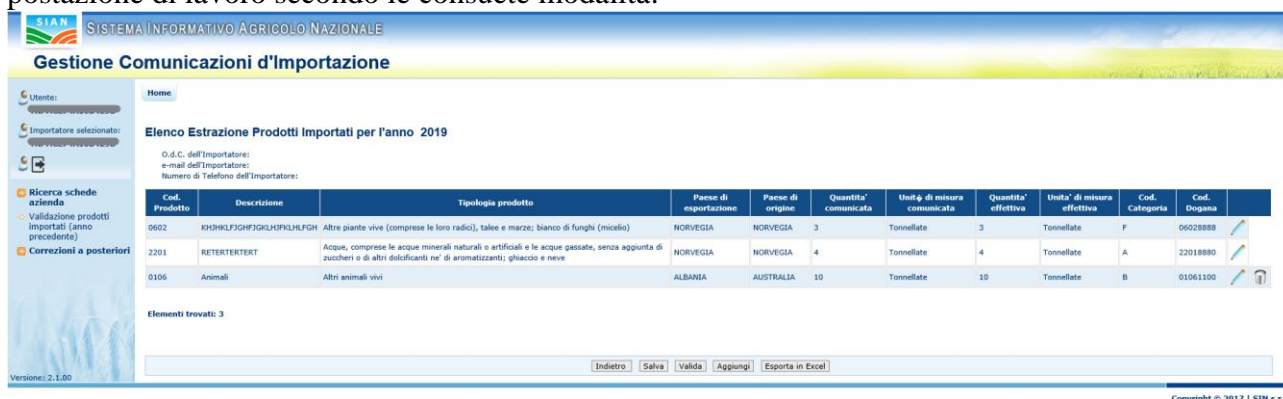 postazione di lavoro secondo le consuete modalità.
SIAN SISTEMA INFORMATIVO AGRICOLO NAZIONALE
Gestione Comunicazioni d'Importazione
Utente:
Importatore selezionato:
Ricerca schede
azienda
Validazione prodotti
importati (anno
precedente)
Correzioni a posteriori
Versione: 2.1.00
Home
Elenco Estrazione Prodotti Importati per l'anno 2019
O.d.C. dell'Importatore:
e-mail dell'Importatore:
Numero di Telefono dell'Importatore:
Cod. Prodotto Descrizione Tipologia prodotto Paese di esportazione Paese di origine Quantita' comunicata Unit� di misura comunicata Quantita' effettiva Unita' di misura effettiva Cod. Categoria Cod. Dogana
0602 KHJHKLFJGHFJGKLHJFKLHLFGH Altre piante vive (comprese le loro radici), talee e marze; bianco di funghi (micelio) NORVEGIA NORVEGIA 3 Tonnellate 3 Tonnellate F 06028888
2201 RETERTERTERT Acque, comprese le acque minerali naturali o artificiali e le acque gassate, senza aggiunta di NORVEGIA NORVEGIA 4 Tonnellate 4 Tonnellate A 22018880
zuccheri o di altri dolcificanti ne' di aromatizzanti; ghiaccio e neve
0106 Animali Altri animali vivi ALBANIA AUSTRALIA 10 Tonnellate 10 Tonnellate B 01061100
Elementi trovati: 3
Indietro Salva Valida Aggiungi Esporta in Excel
Copyright © 2017 | SIN s.r.